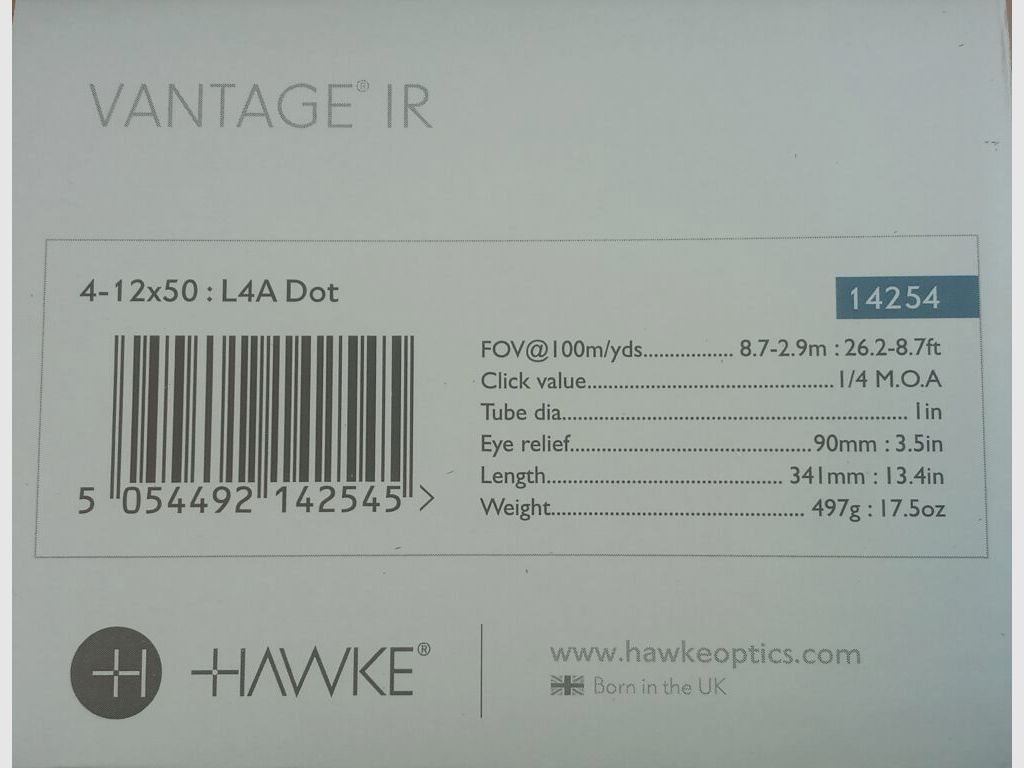 VANTAGE® IR
4-12x50 : L4A Dot
14254
FOV@100m/yds................. 8.7-2.9m : 26.2-8.7ft
Click value.............................................. 1/4 M.O.A
Tube dia................................................................ 1in
Eye relief............................................90mm : 3.5in
Length........................................... 341mm : 13.4in
Weight.............................................. 497g : 17.5oz
5 054492 142545 >
HAWKE®
www.hawkeoptics.com
Born in the UK